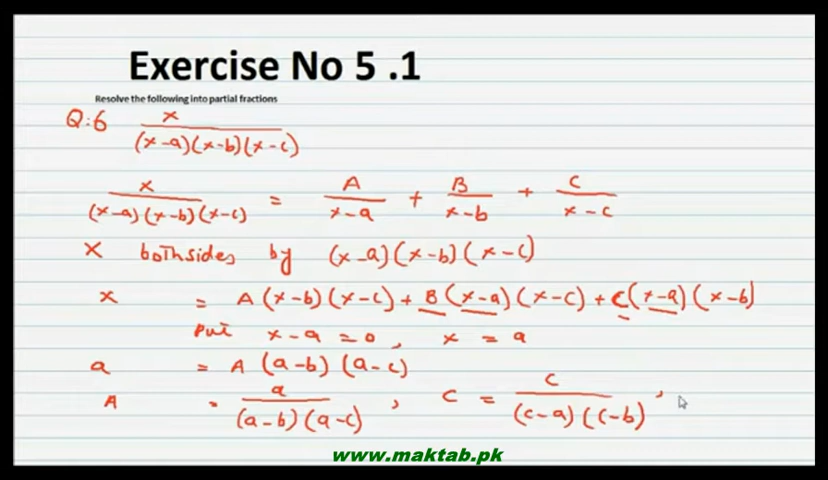 Exercise No 5 .1
Resolve the following into partial fractions
Q:6 x / (x-a)(x-b)(x-c)
x / (x-a)(x-b)(x-c) = A / x-a + B / x-b + C / x-c
X bothsides by (x-a)(x-b)(x-c)
x = A(x-b)(x-c) + B(x-a)(x-c) + C(x-a)(x-b)
Put x-a = 0, x = a
a = A (a-b) (a-c)
A = a / (a-b)(a-c) , C = c / (c-a)(c-b) ,
www.maktab.pk